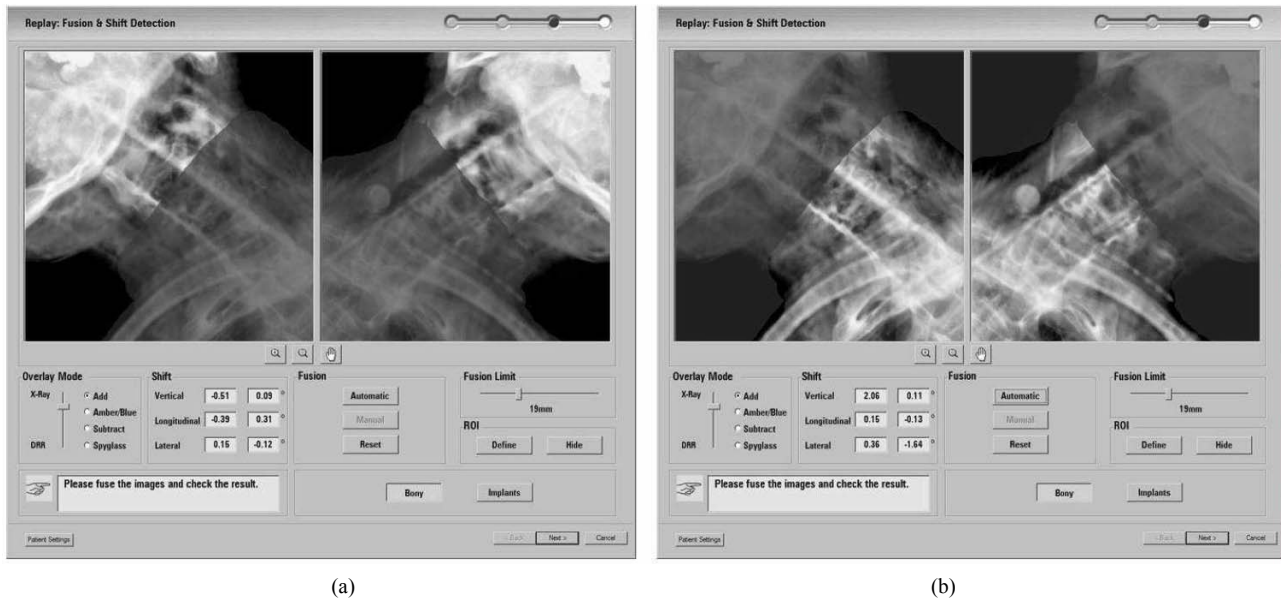 Replay: Fusion & Shift Detection
Overlay Mode
X-Ray
DRR
Add
Amber/Blue
Subtract
Spyglass
Shift
Vertical -0.51 0.09 °
Longitudinal -0.39 0.31 °
Lateral 0.15 -0.12 °
Fusion
Automatic
Manual
Reset
Fusion Limit
19mm
ROI
Define Hide
Please fuse the images and check the result.
Bony Implants
Patient Settings
< Back Next > Cancel
(a)
Replay: Fusion & Shift Detection
Overlay Mode
X-Ray
DRR
Add
Amber/Blue
Subtract
Spyglass
Shift
Vertical 2.06 0.11 °
Longitudinal 0.15 -0.13 °
Lateral 0.36 -1.64 °
Fusion
Automatic
Manual
Reset
Fusion Limit
19mm
ROI
Define Hide
Please fuse the images and check the result.
Bony Implants
Patient Settings
< Back Next > Cancel
(b)